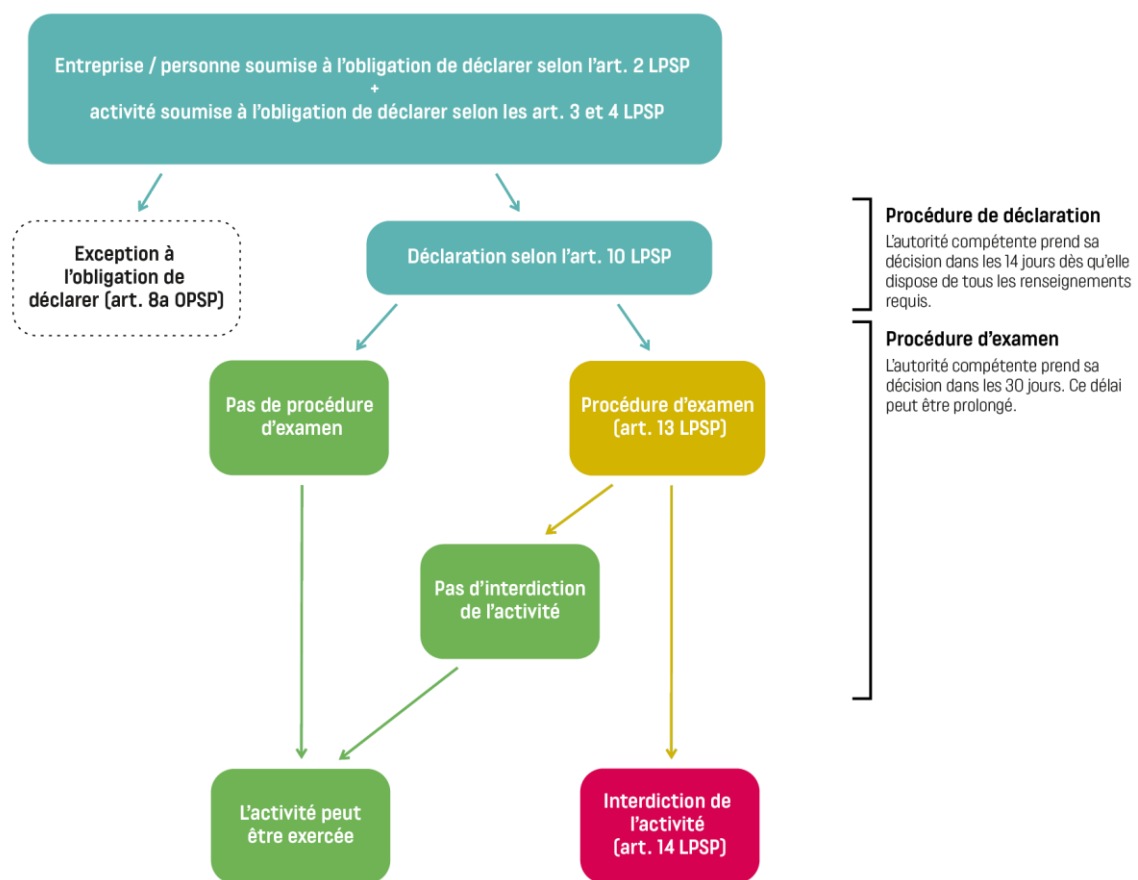 Entreprise / personne soumise à l'obligation de déclarer selon l'art. 2 LPSP
+
activité soumise à l'obligation de déclarer selon les art. 3 et 4 LPSP
Exception à
l'obligation de
déclarer (art. 8a OPSP)
Déclaration selon l'art. 10 LPSP
Procédure de déclaration
L'autorité compétente prend sa
décision dans les 14 jours dès qu'elle
dispose de tous les renseignements
requis.
Procédure d'examen
L'autorité compétente prend sa
décision dans les 30 jours. Ce délai
peut être prolongé.
Pas de procédure
d'examen
Procédure d'examen
(art. 13 LPSP)
Pas d'interdiction
de l'activité
L'activité peut
être exercée
Interdiction de
l'activité
(art. 14 LPSP)